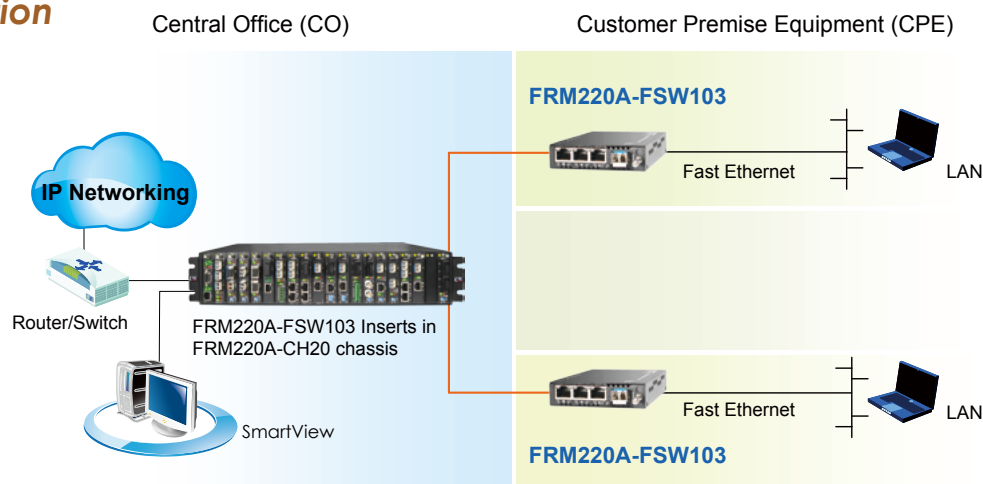 tion
Central Office (CO)
Customer Premise Equipment (CPE)
FRM220A-FSW103
IP Networking
Fast Ethernet
LAN
Router/Switch
FRM220A-FSW103 Inserts in
FRM220A-CH20 chassis
SmartView
Fast Ethernet
LAN
FRM220A-FSW103